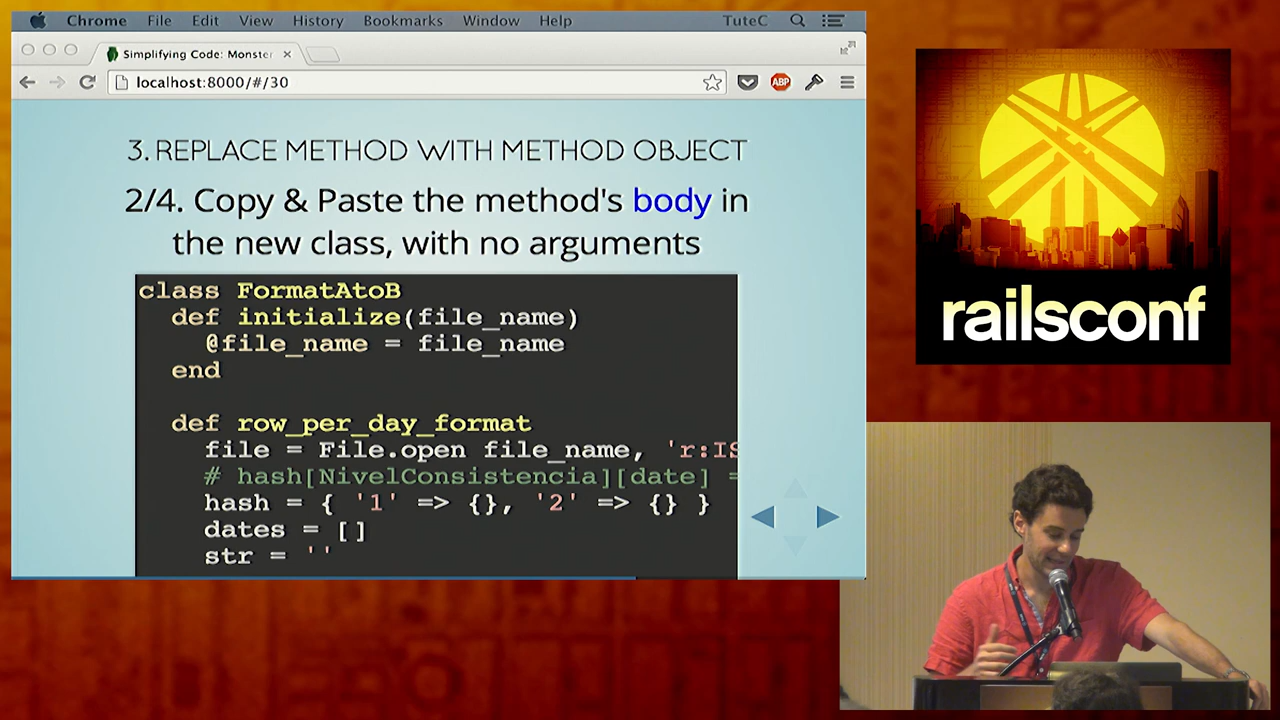 Chrome File Edit View History Bookmarks Window Help TuteC
Simplifying Code: Monster
localhost:8000/#/30
ABP
3. REPLACE METHOD WITH METHOD OBJECT
2/4. Copy & Paste the method's body in
the new class, with no arguments
class FormatAtoB
def initialize(file_name)
@file_name = file_name
end
def row_per_day_format
file = File.open file_name, 'r:IS
# hash[NivelConsistencia][date] =
hash = { '1' => {}, '2' => {} }
dates = []
str = ''
railsconf